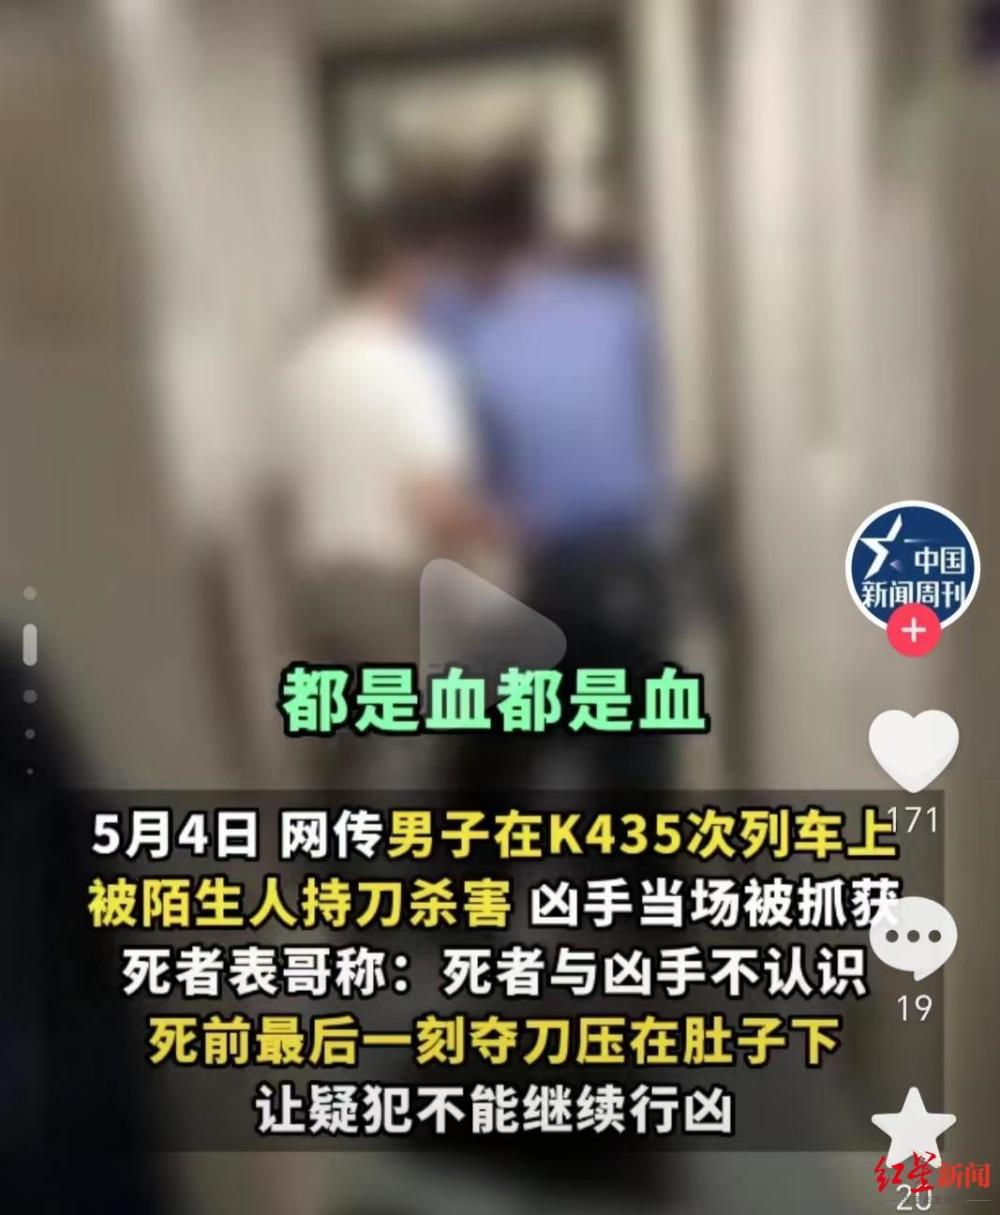 中国
新闻周刊
都是血都是血
171
5月4日 网传男子在K435次列车上
被陌生人持刀杀害 凶手当场被抓获
死者表哥称：死者与凶手不认识
19
死前最后一刻夺刀压在肚子下
让疑犯不能继续行凶
红星新闻
20